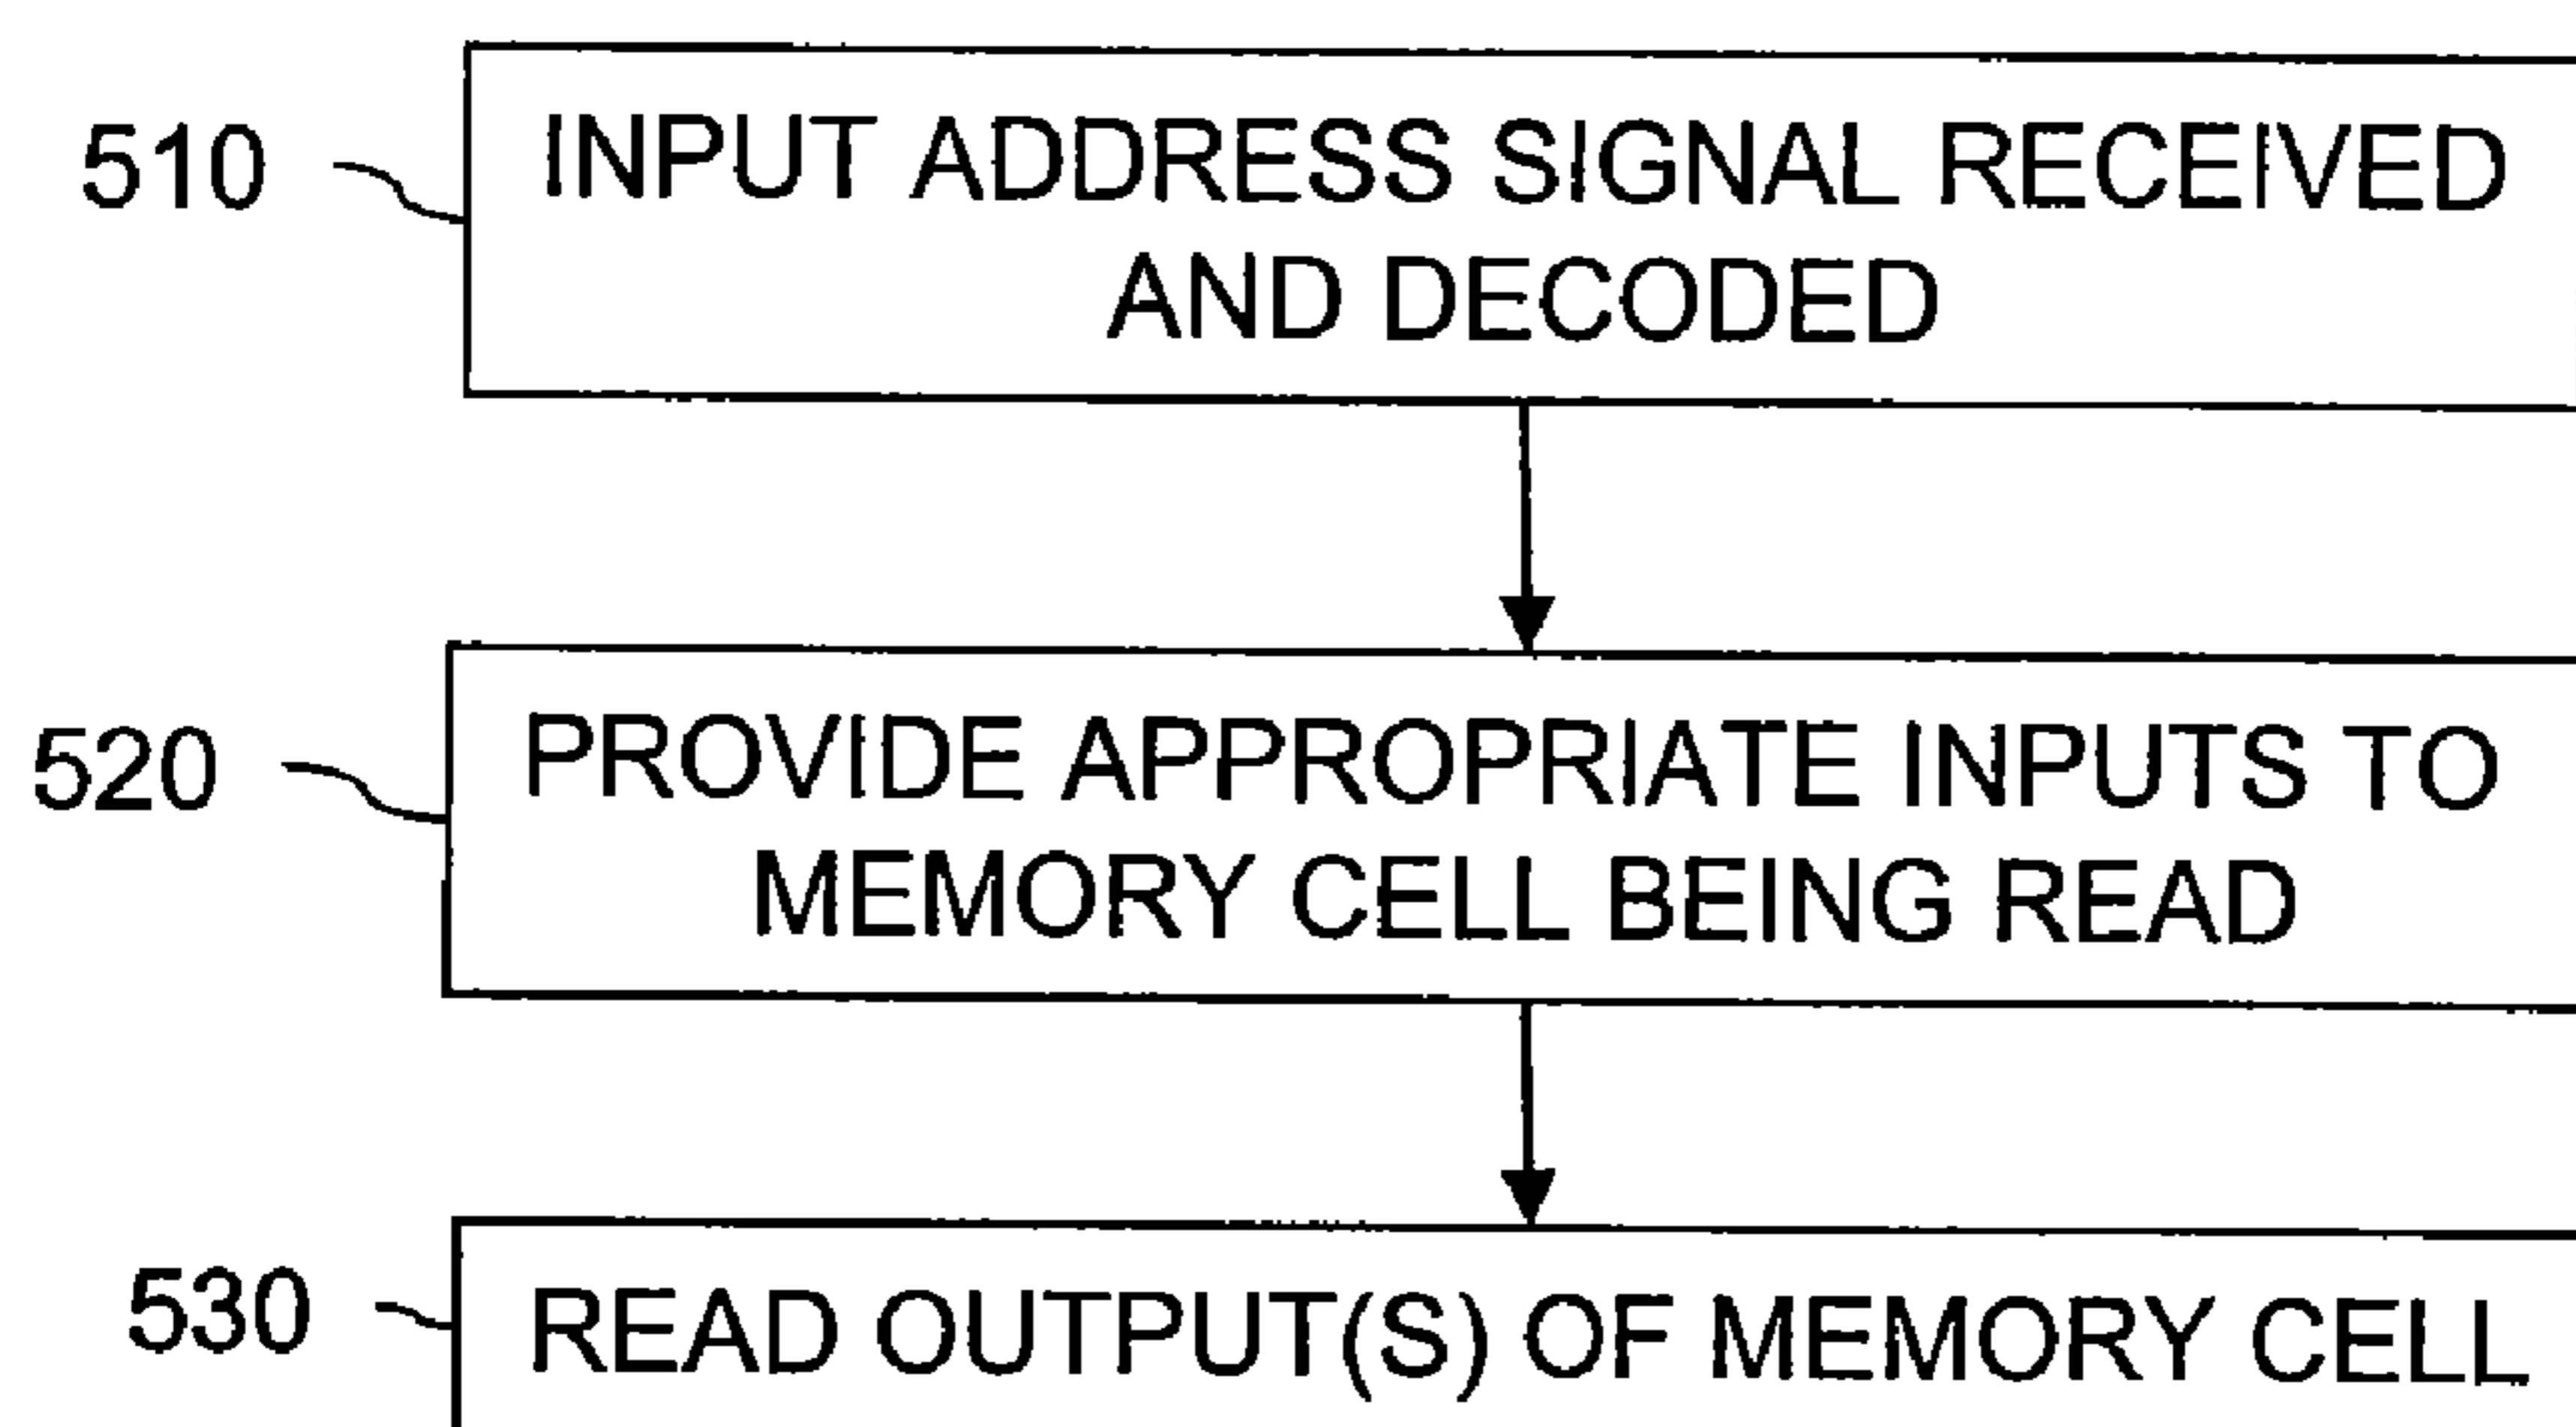 510
INPUT ADDRESS SIGNAL RECEIVED
AND DECODED
520
PROVIDE APPROPRIATE INPUTS TO
MEMORY CELL BEING READ
530
READ OUTPUT(S) OF MEMORY CELL